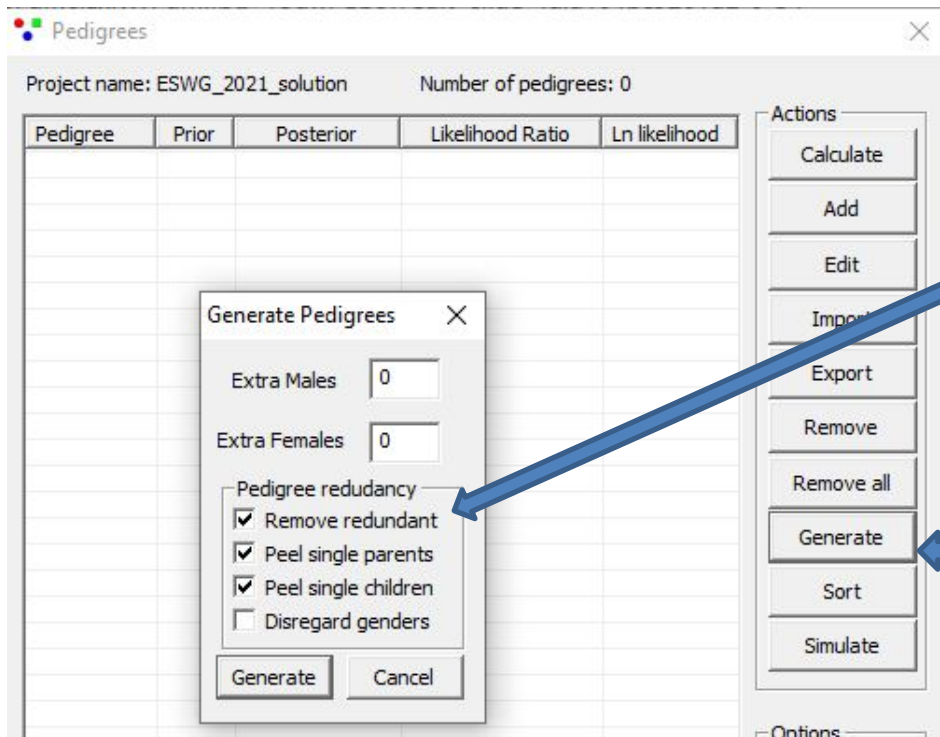 Pedigrees
Project name: ESWG_2021_solution Number of pedigrees: 0
Pedigree Prior Posterior Likelihood Ratio Ln likelihood
Actions
Calculate
Add
Edit
Import
Export
Remove
Remove all
Generate
Sort
Simulate
Options
Generate Pedigrees
Extra Males 0
Extra Females 0
Pedigree redudancy
Remove redundant
Peel single parents
Peel single children
Disregard genders
Generate Cancel